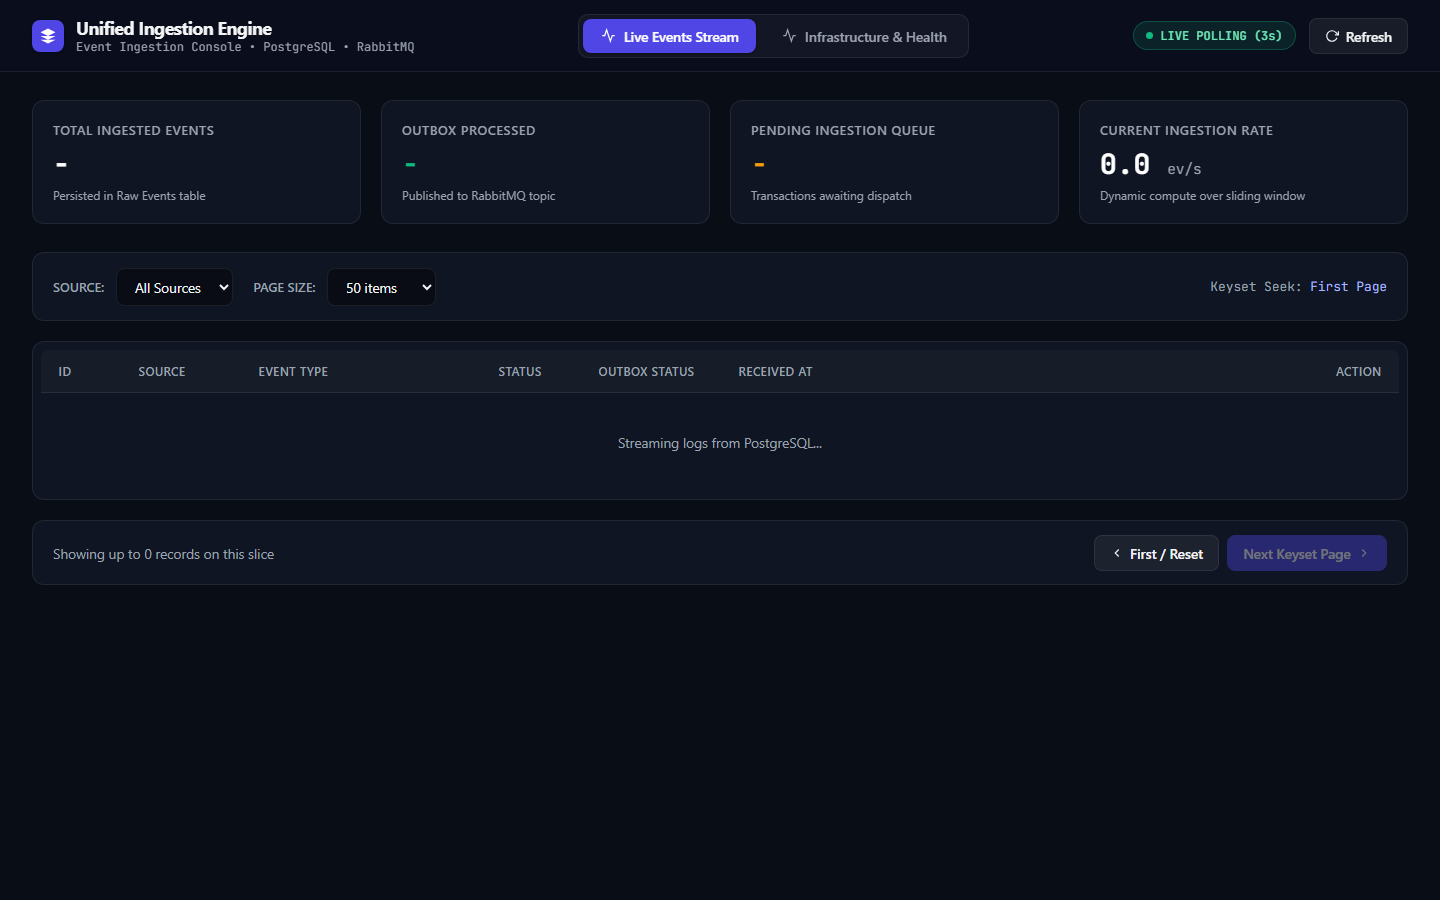 Unified Ingestion Engine
Event Ingestion Console • PostgreSQL • RabbitMQ
Live Events Stream
Infrastructure & Health
LIVE POLLING (3s)
Refresh
TOTAL INGESTED EVENTS
-
Persisted in Raw Events table
OUTBOX PROCESSED
-
Published to RabbitMQ topic
PENDING INGESTION QUEUE
-
Transactions awaiting dispatch
CURRENT INGESTION RATE
0.0 ev/s
Dynamic compute over sliding window
SOURCE: All Sources PAGE SIZE: 50 items
Keyset Seek: First Page
ID SOURCE EVENT TYPE STATUS OUTBOX STATUS RECEIVED AT ACTION
Streaming logs from PostgreSQL...
Showing up to 0 records on this slice
First / Reset
Next Keyset Page